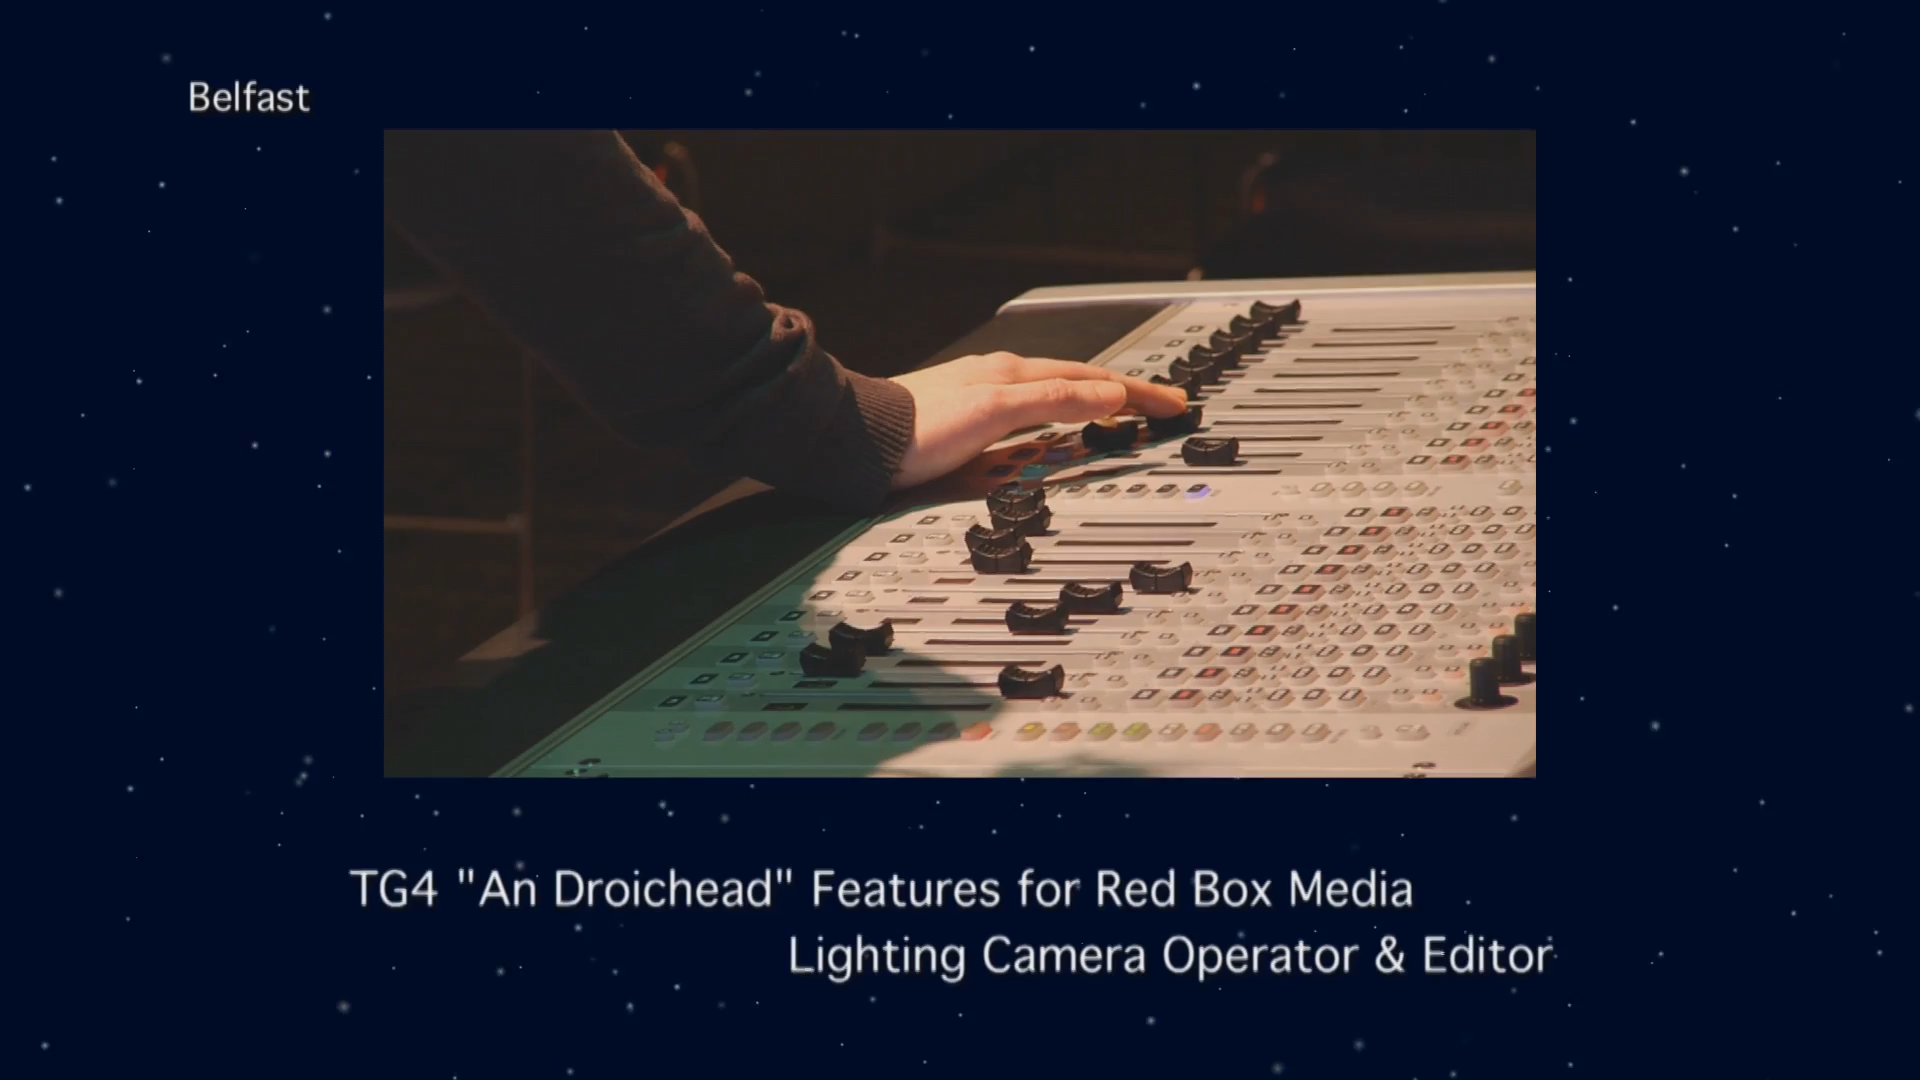 Belfast
TG4 "An Droichead" Features for Red Box Media
Lighting Camera Operator & Editor